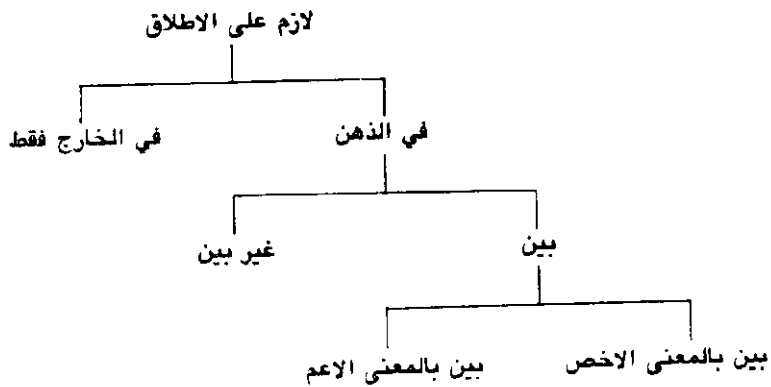 لازم على الاطلاق
في الذهن
في الخارج فقط
بين
غير بين
بين بالمعنى الاخص
بين بالمعنى الاعم